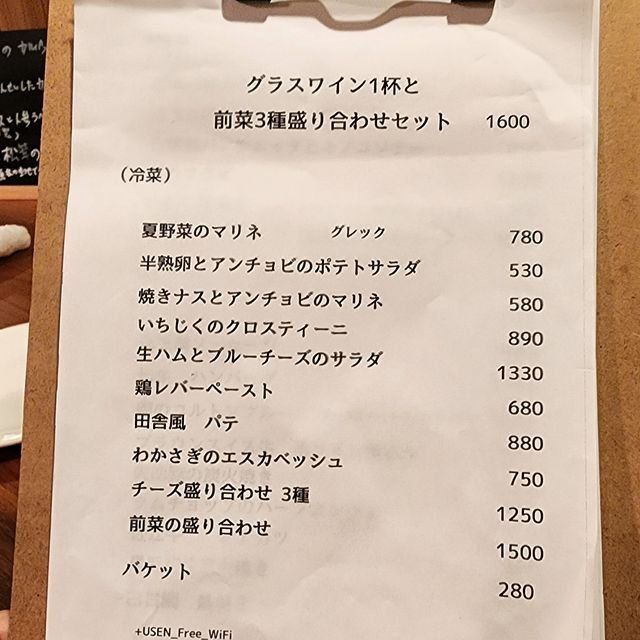 グラスワイン1杯と
前菜3種盛り合わせセット 1600
（冷菜）
夏野菜のマリネ グレック 780
半熟卵とアンチョビのポテトサラダ 530
焼きナスとアンチョビのマリネ 580
いちじくのクロスティーニ 890
生ハムとブルーチーズのサラダ 1330
鶏レバーペースト 680
田舎風 パテ 880
わかさぎのエスカベッシュ 750
チーズ盛り合わせ 3種 1250
前菜の盛り合わせ 1500
バケット 280
+USEN_Free_WiFi